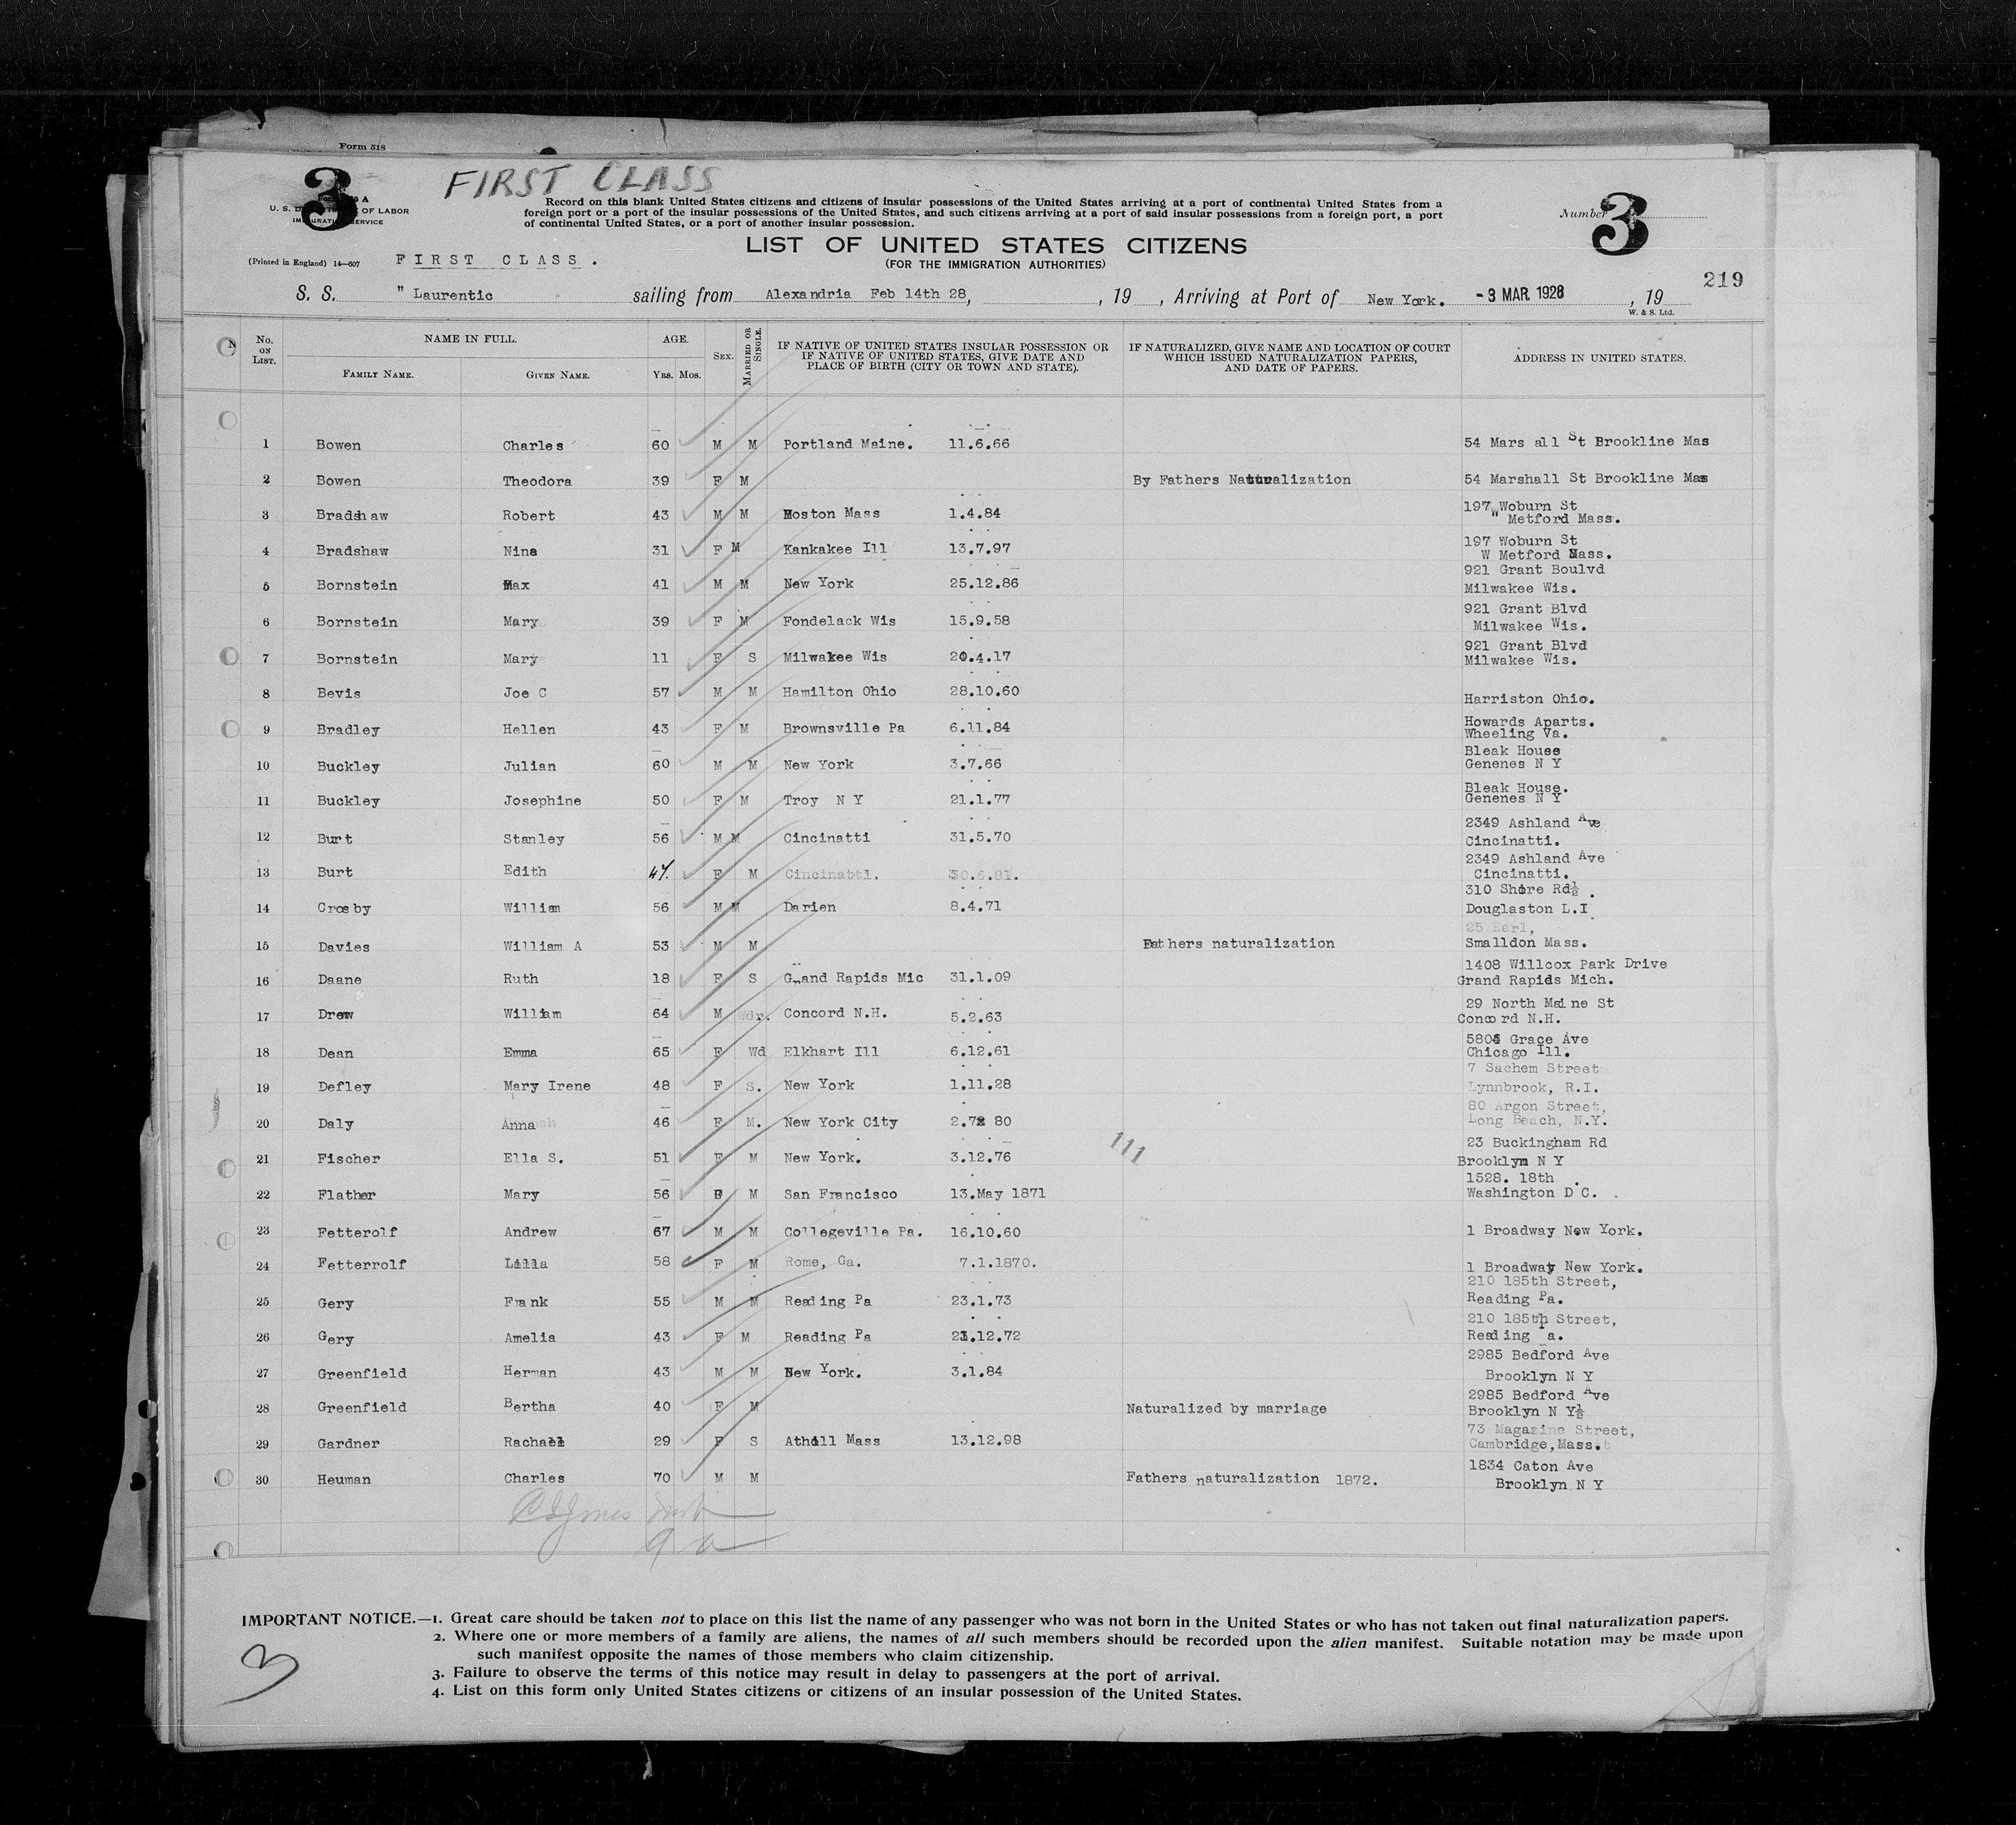 Form 518
3
FIRST CLASS
A
U. S. D OF LABOR
SERVICE
Record on this blank United States citizens and citizens of insular possessions of the United States arriving at a port of continental United States from a
foreign port or a port of the insular possessions of the United States, and such citizens arriving at a port of said insular possessions from a foreign port, a port
of continental United States, or a port of another insular possession.
Number 3
LIST OF UNITED STATES CITIZENS
(FOR THE IMMIGRATION AUTHORITIES)
(Printed in England) 14—607
FIRST CLASS.
219
S. S. " Laurentic sailing from Alexandria Feb 14th 28, , 19 , Arriving at Port of New York. - 3 MAR. 1928 , 19
W. & S. Ltd.
No. ON LIST. NAME IN FULL. FAMILY NAME. GIVEN NAME. AGE. YRS. MOS. SEX. MARRIED OR SINGLE. IF NATIVE OF UNITED STATES INSULAR POSSESSION OR IF NATIVE OF UNITED STATES, GIVE DATE AND PLACE OF BIRTH (CITY OR TOWN AND STATE). IF NATURALIZED, GIVE NAME AND LOCATION OF COURT WHICH ISSUED NATURALIZATION PAPERS, AND DATE OF PAPERS. ADDRESS IN UNITED STATES.
1 Bowen Charles 60 M M Portland Maine. 11.6.66 54 Mars all St Brookline Mas
2 Bowen Theodora 39 F M By Fathers Naturalization 54 Marshall St Brookline Mas
3 Bradshaw Robert 43 M M Boston Mass 1.4.84 197 Woburn St
W Metford Mass.
4 Bradshaw Nina 31 F M Kankakee Ill 13.7.97 197 Woburn St
W Metford Mass.
5 Bornstein Max 41 M M New York 25.12.86 921 Grant Boulvd
Milwakee Wis.
6 Bornstein Mary 39 F M Fondelack Wis 15.9.58 921 Grant Blvd
Milwakee Wis.
7 Bornstein Mary 11 F S Milwakee Wis 20.4.17 921 Grant Blvd
Milwakee Wis.
8 Bevis Joe C 57 M M Hamilton Ohio 28.10.60 Harriston Ohio.
9 Bradley Hellen 43 F M Brownsville Pa 6.11.84 Howards Aparts.
Wheeling Va.
10 Buckley Julian 60 M M New York 3.7.66 Bleak House
Genenes N Y
11 Buckley Josephine 50 F M Troy N Y 21.1.77 Bleak House.
Genenes N Y
12 Burt Stanley 56 M M Cincinatti 31.5.70 2349 Ashland Ave
Cincinatti.
13 Burt Edith 47. F M Cincinatti. 30.6.81. 2349 Ashland Ave
Cincinatti.
14 Crosby William 56 M M Darien 8.4.71 310 Shore Rd½ .
Douglaston L.I
15 Davies William A 53 M M Fathers naturalization 25 Earl,
Smalldon Mass.
16 Daane Ruth 18 F S Grand Rapids Mic 31.1.09 1408 Willcox Park Drive
Grand Rapids Mich.
17 Drew William 64 M Wdr. Concord N.H. 5.2.63 29 North Maine St
Concord N.H.
18 Dean Emma 65 F Wd Elkhart Ill 6.12.61 5804 Grace Ave
Chicago Ill.
19 Defley Mary Irene 48 F S. New York 1.11.28 7 Sachem Street
Lynnbrook, R.I.
20 Daly Anna 46 F M. New York City 2.7 80 80 Argon Street,
Long Beach, N.Y.
21 Fischer Ella S. 51 F M New York. 3.12.76 111 23 Buckingham Rd
Brooklyn N Y
22 Flather Mary 56 F M San Francisco 13.May 1871 1528. 18th .
Washington D C. .
23 Fetterolf Andrew 67 M M Collegeville Pa. 16.10.60 1 Broadway New York.
24 Fetterrolf Lilla 58 F M Rome, Ga. 7.1.1870. 1 Broadway New York.
25 Gery Frank 55 M M Reading Pa 23.1.73 210 185th Street,
Reading Pa.
26 Gery Amelia 43 F M Reading Pa 23.12.72 210 185th Street,
Reading Pa.
27 Greenfield Herman 43 M M New York. 3.1.84 2985 Bedford Ave
Brooklyn N Y
28 Greenfield Bertha 40 F M Naturalized by marriage 2985 Bedford Ave
Brooklyn N Y½
29 Gardner Rachael 29 F S Athill Mass 13.12.98 73 Magazine Street,
Cambridge, Mass.
30 Heuman Charles 70 M M Fathers naturalization 1872. 1834 Caton Ave
Brooklyn N Y
IMPORTANT NOTICE.—1. Great care should be taken not to place on this list the name of any passenger who was not born in the United States or who has not taken out final naturalization papers.
2. Where one or more members of a family are aliens, the names of all such members should be recorded upon the alien manifest. Suitable notation may be made upon
such manifest opposite the names of those members who claim citizenship.
3. Failure to observe the terms of this notice may result in delay to passengers at the port of arrival.
4. List on this form only United States citizens or citizens of an insular possession of the United States.
3